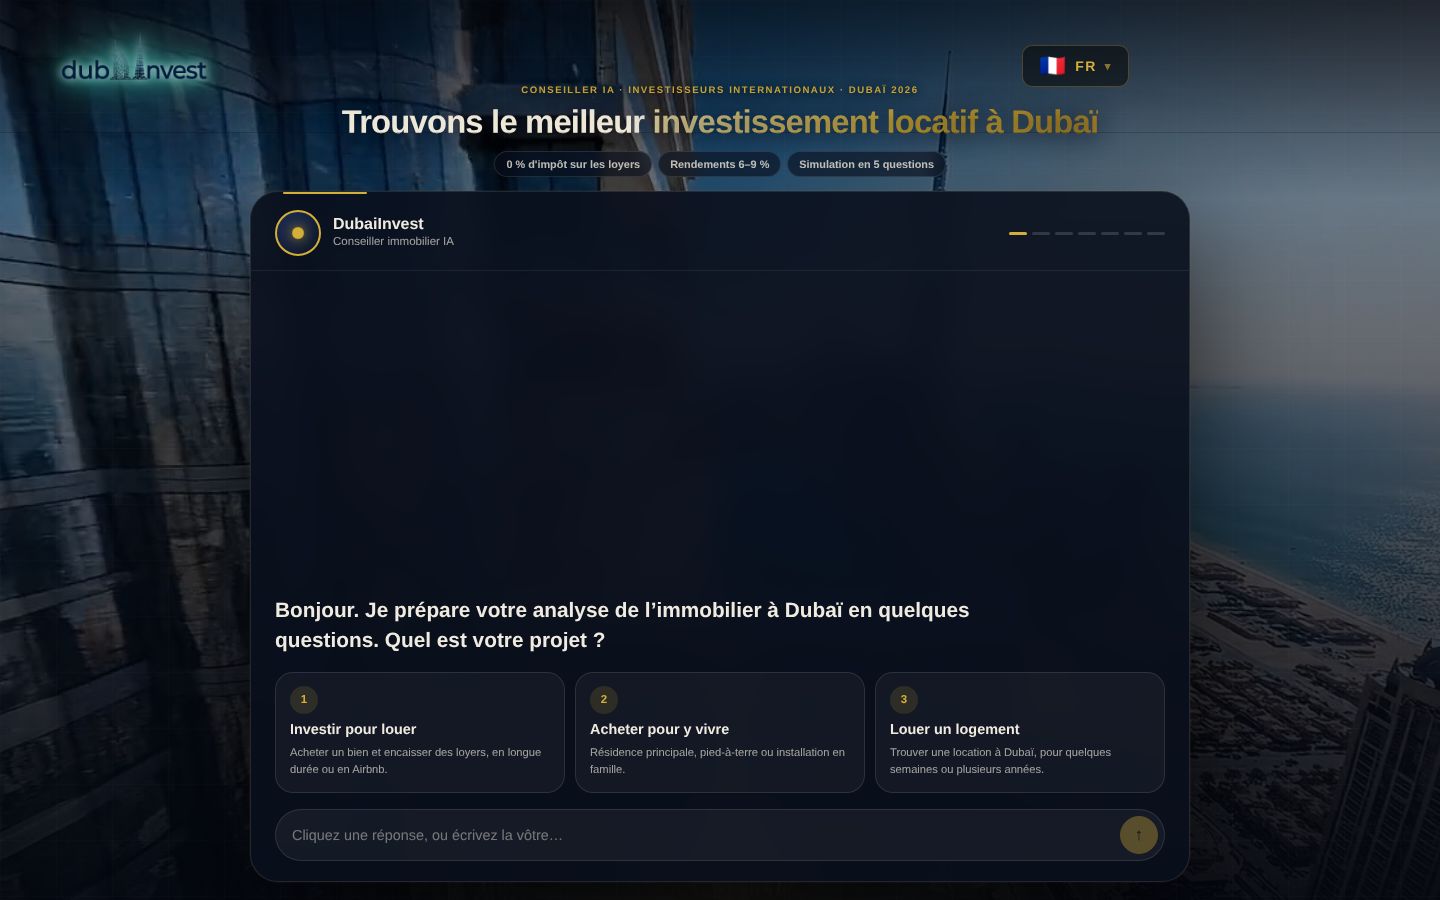 dubaiinvest
FR
CONSEILLER IA · INVESTISSEURS INTERNATIONAUX · DUBAÏ 2026
Trouvons le meilleur investissement locatif à Dubaï
0 % d'impôt sur les loyers
Rendements 6–9 %
Simulation en 5 questions
DubaiInvest
Conseiller immobilier IA
Bonjour. Je prépare votre analyse de l’immobilier à Dubaï en quelques
questions. Quel est votre projet ?
1
Investir pour louer
Acheter un bien et encaisser des loyers, en longue
durée ou en Airbnb.
2
Acheter pour y vivre
Résidence principale, pied-à-terre ou installation en
famille.
3
Louer un logement
Trouver une location à Dubaï, pour quelques
semaines ou plusieurs années.
Cliquez une réponse, ou écrivez la vôtre…